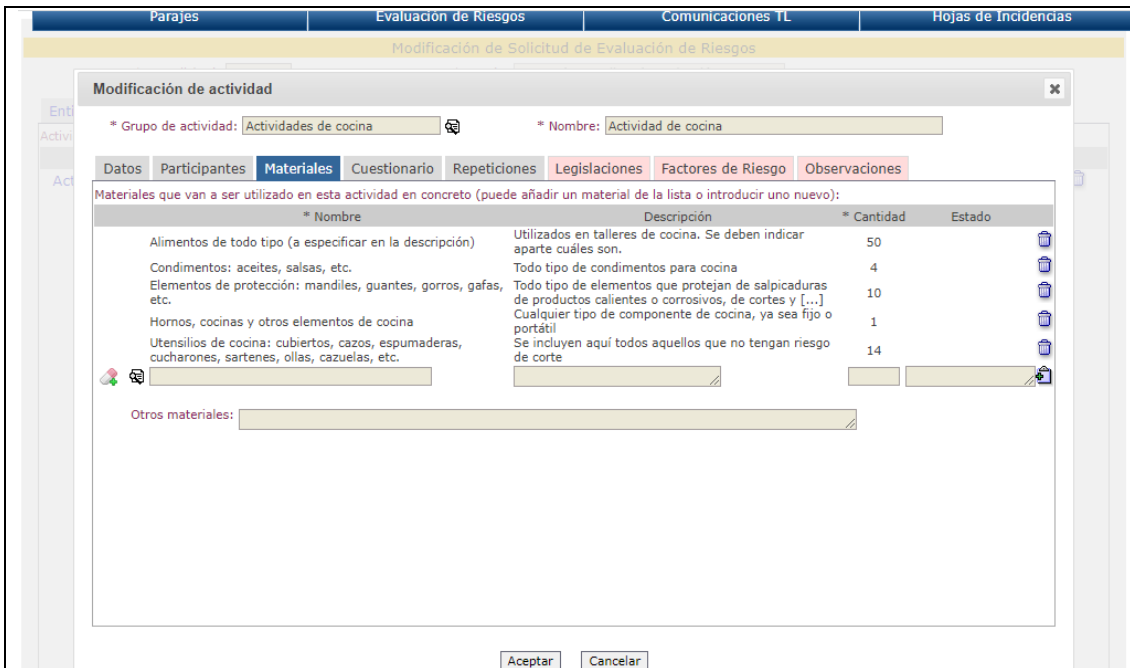 Parajes Evaluación de Riesgos Comunicaciones TL Hojas de Incidencias
Modificación de Solicitud de Evaluación de Riesgos
Modificación de actividad
Enti
* Grupo de actividad: Actividades de cocina * Nombre: Actividad de cocina
Activi
Datos Participantes Materiales Cuestionario Repeticiones Legislaciones Factores de Riesgo Observaciones
Act
Materiales que van a ser utilizado en esta actividad en concreto (puede añadir un material de la lista o introducir uno nuevo):
* Nombre Descripción * Cantidad Estado
Alimentos de todo tipo (a especificar en la descripción) Utilizados en talleres de cocina. Se deben indicar 50
aparte cuáles son.
Condimentos: aceites, salsas, etc. Todo tipo de condimentos para cocina 4
Elementos de protección: mandiles, guantes, gorros, gafas, Todo tipo de elementos que protejan de salpicaduras 10
etc. de productos calientes o corrosivos, de cortes y [...]
Hornos, cocinas y otros elementos de cocina Cualquier tipo de componente de cocina, ya sea fijo o 1
portátil
Utensilios de cocina: cubiertos, cazos, espumaderas, Se incluyen aquí todos aquellos que no tengan riesgo 14
cucharones, sartenes, ollas, cazuelas, etc. de corte
Otros materiales:
Aceptar Cancelar